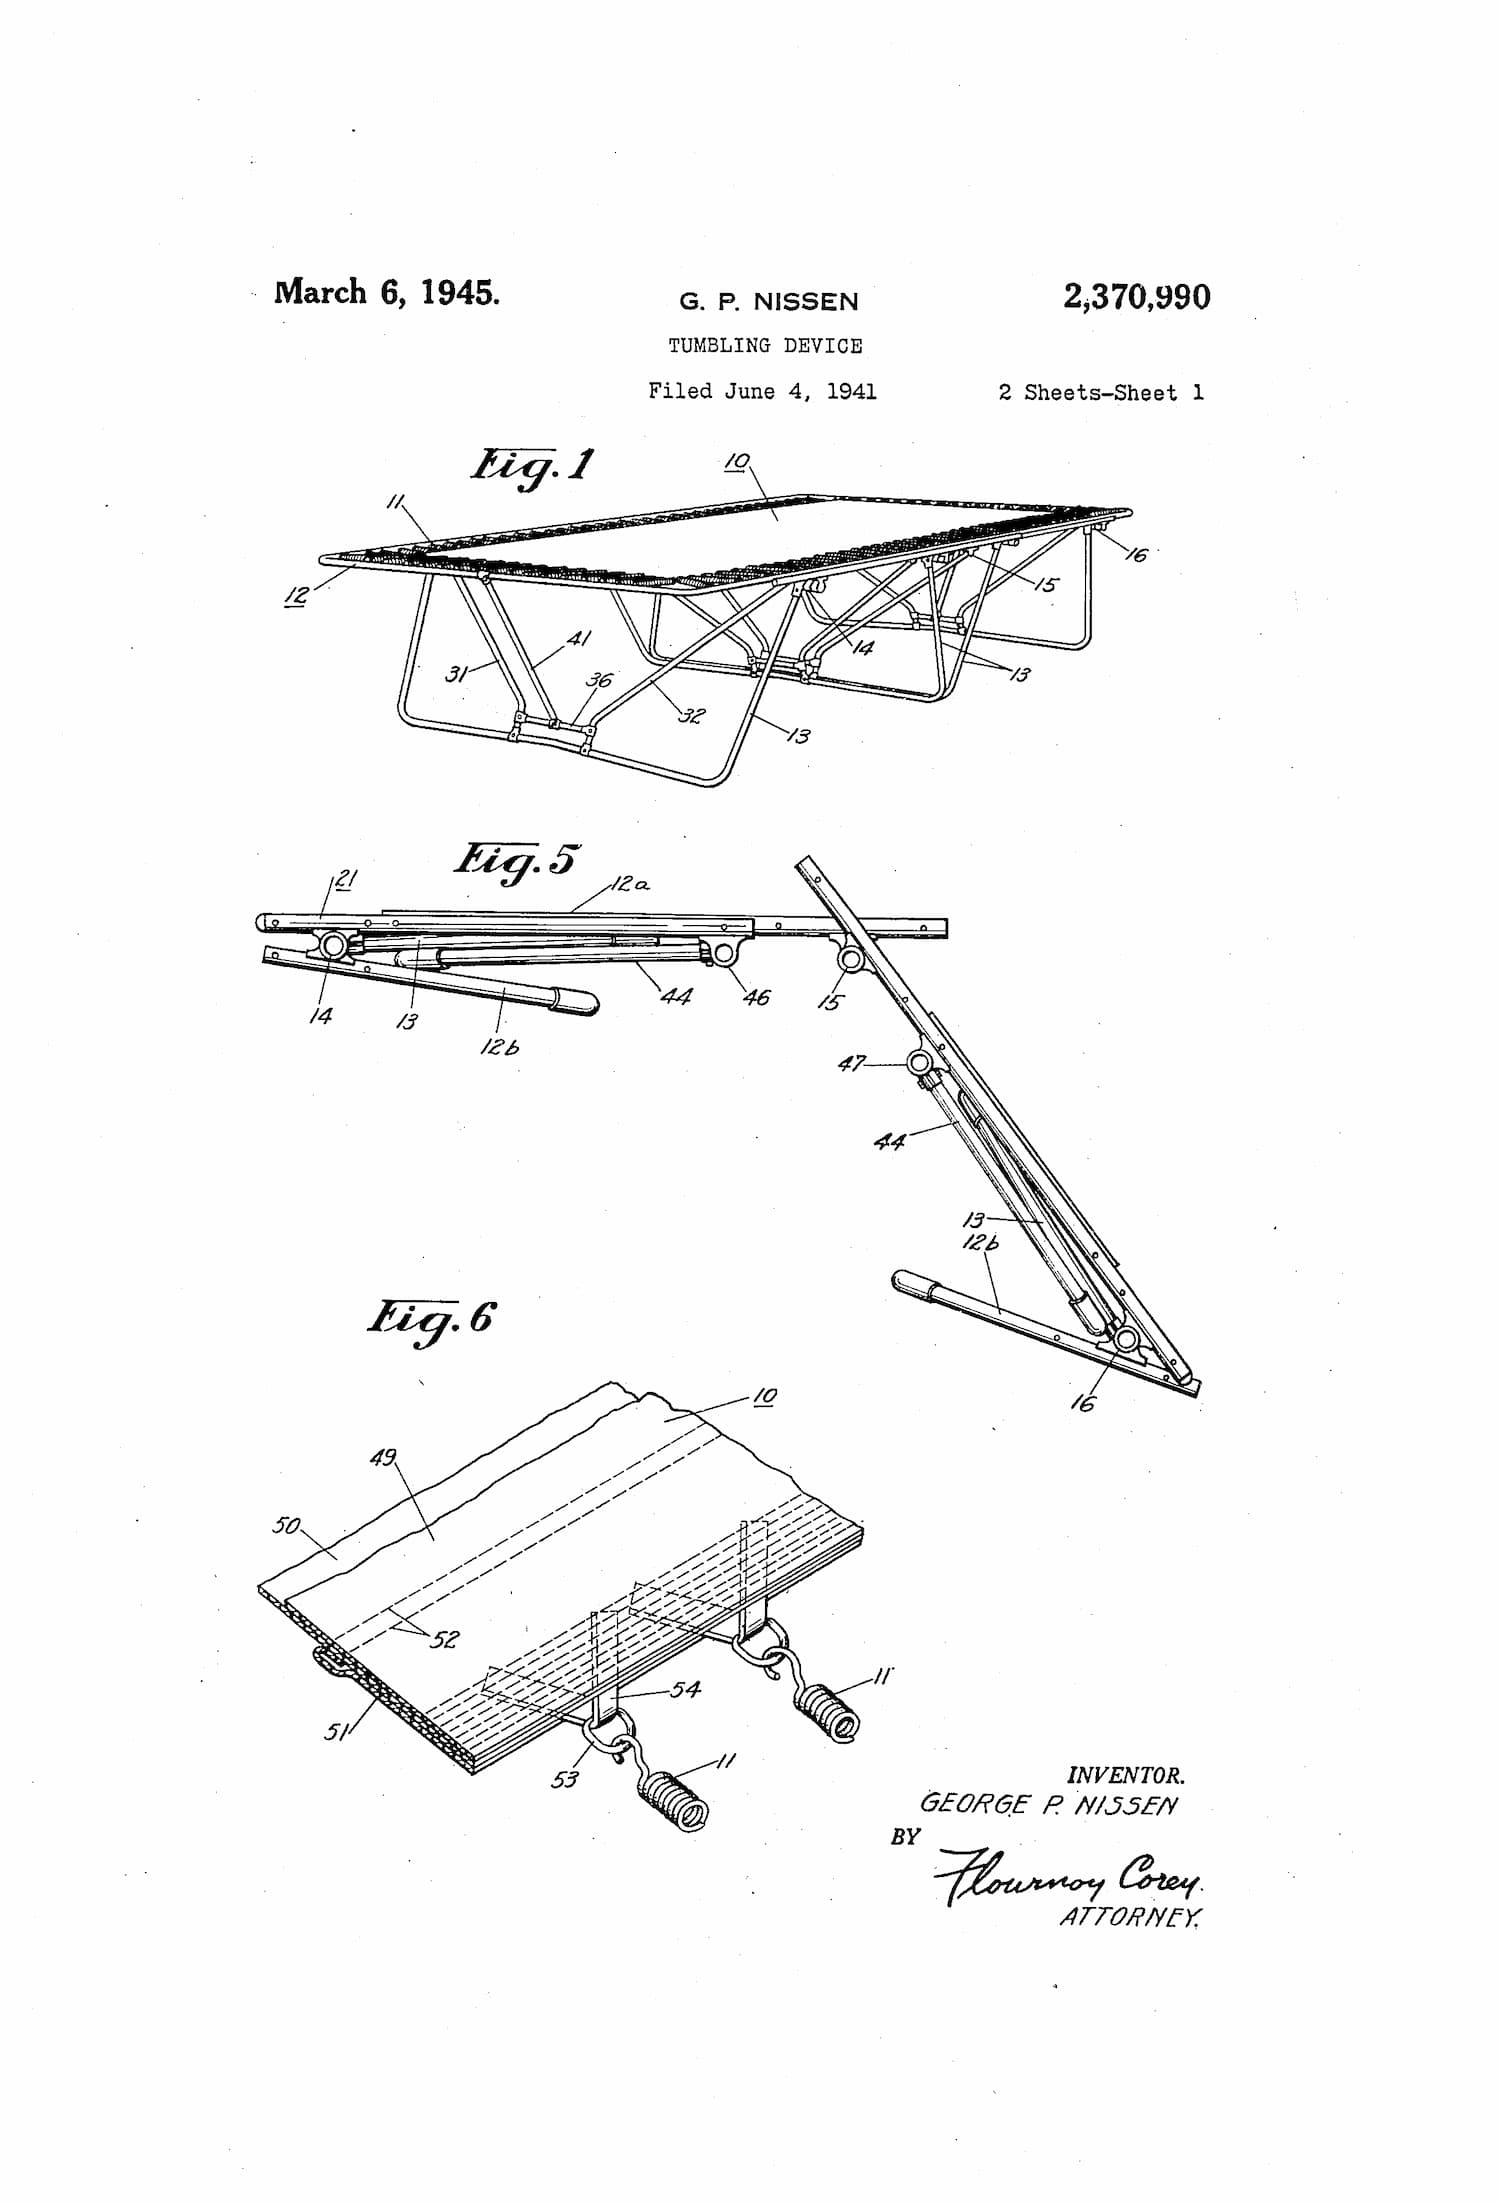 March 6, 1945.
G. P. NISSEN
2,370,990
TUMBLING DEVICE
Filed June 4, 1941
2 Sheets-Sheet 1
Fig. 1
10
11
12
16
15
14
13
41
31
36
32
13
Fig. 5
21
12a
14
13
12b
44
46
15
47
44
13
12b
16
Fig. 6
10
49
50
52
51
54
11
53
11
INVENTOR.
GEORGE P. NISSEN
BY
Flournoy Corey.
ATTORNEY.